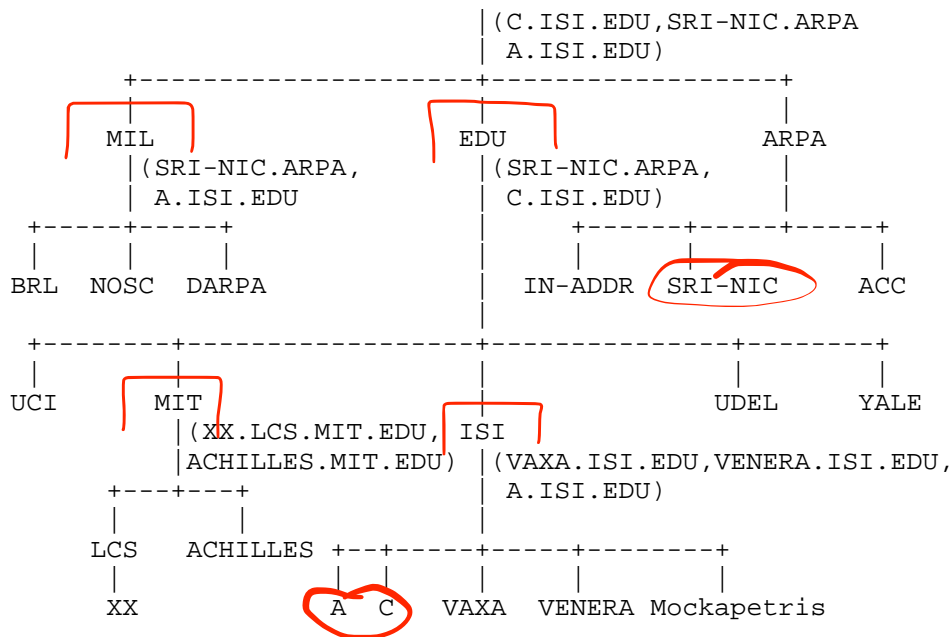 (C.ISI.EDU,SRI-NIC.ARPA
A.ISI.EDU)
MIL EDU ARPA
(SRI-NIC.ARPA, (SRI-NIC.ARPA,
A.ISI.EDU C.ISI.EDU)
BRL NOSC DARPA IN-ADDR SRI-NIC ACC
UCI MIT UDEL YALE
(XX.LCS.MIT.EDU, ISI
ACHILLES.MIT.EDU) (VAXA.ISI.EDU,VENERA.ISI.EDU,
A.ISI.EDU)
LCS ACHILLES
XX A C VAXA VENERA Mockapetris